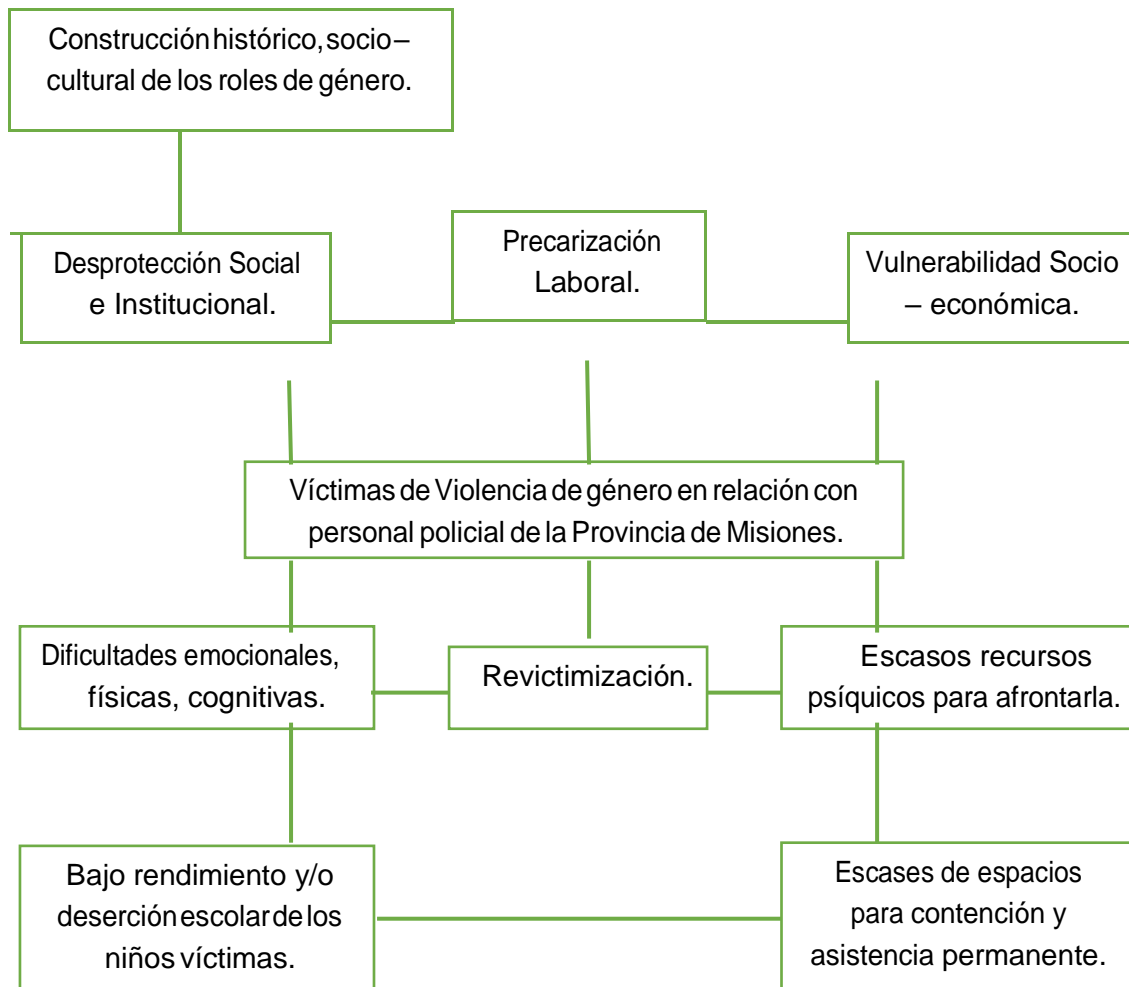 Construcción histórico, socio –
cultural de los roles de género.
Desprotección Social
e Institucional.
Precarización
Laboral.
Vulnerabilidad Socio
– económica.
Víctimas de Violencia de género en relación con
personal policial de la Provincia de Misiones.
Dificultades emocionales,
físicas, cognitivas.
Revictimización.
Escasos recursos
psíquicos para afrontarla.
Bajo rendimiento y/o
deserción escolar de los
niños víctimas.
Escases de espacios
para contención y
asistencia permanente.